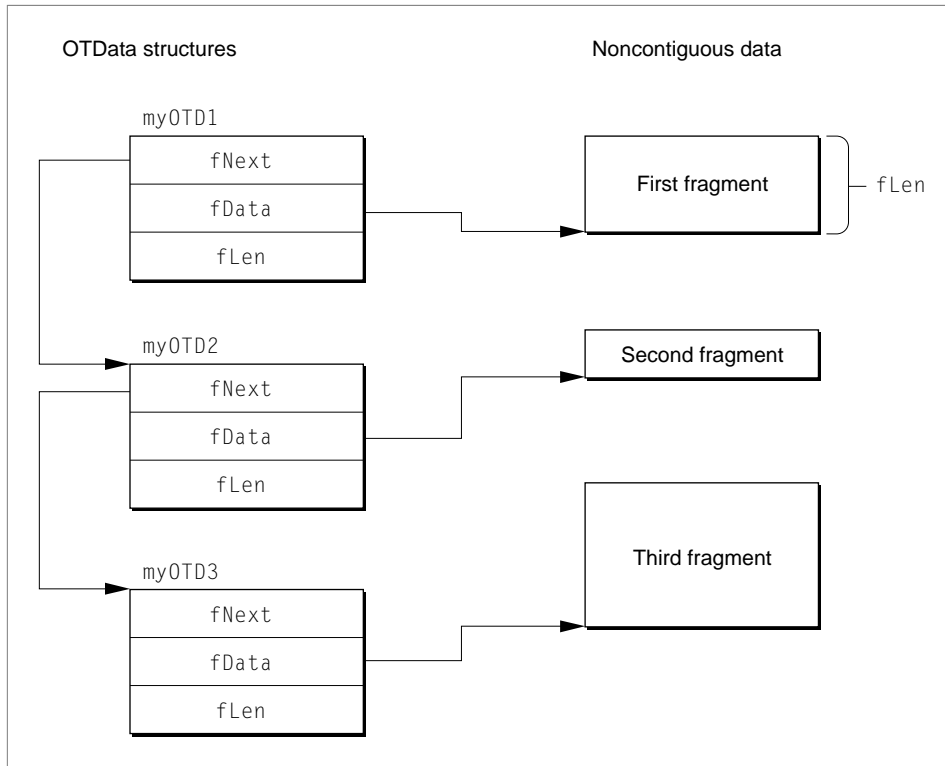 OTData structures
Noncontiguous data
myOTD1
fNext
fData
fLen
First fragment
fLen
myOTD2
fNext
fData
fLen
Second fragment
myOTD3
fNext
fData
fLen
Third fragment